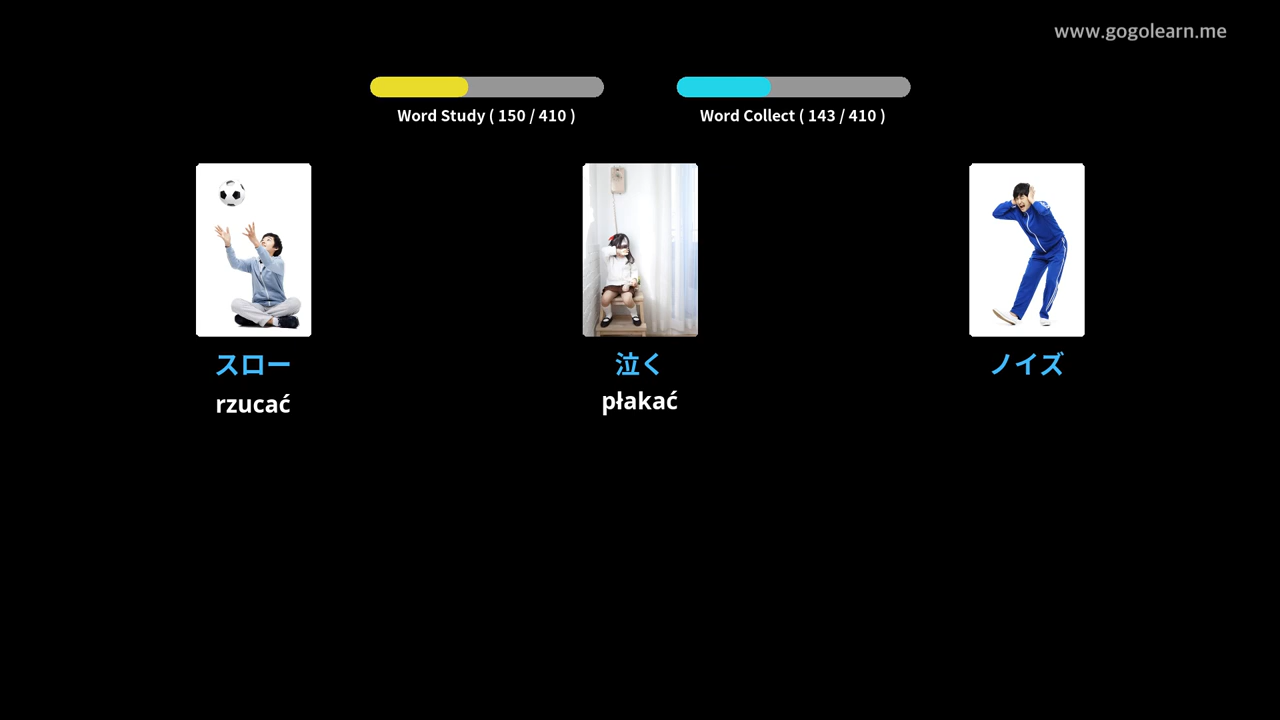 www.gogolearn.me
Word Study ( 150 / 410 )
Word Collect ( 143 / 410 )
スロー
泣く
ノイズ
rzucać
płakać